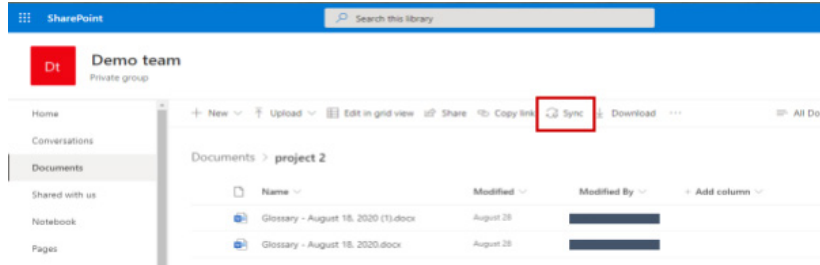 SharePoint
Search this library
Dt
Demo team
Private group
Home
Conversations
Documents
Shared with us
Notebook
Pages
New
Upload
Edit in grid view
Share
Copy link
Sync
Download
...
All Do
Documents > project 2
Name Modified Modified By + Add column
Glossary - August 18, 2020 (1).docx August 28
Glossary - August 18, 2020.docx August 28